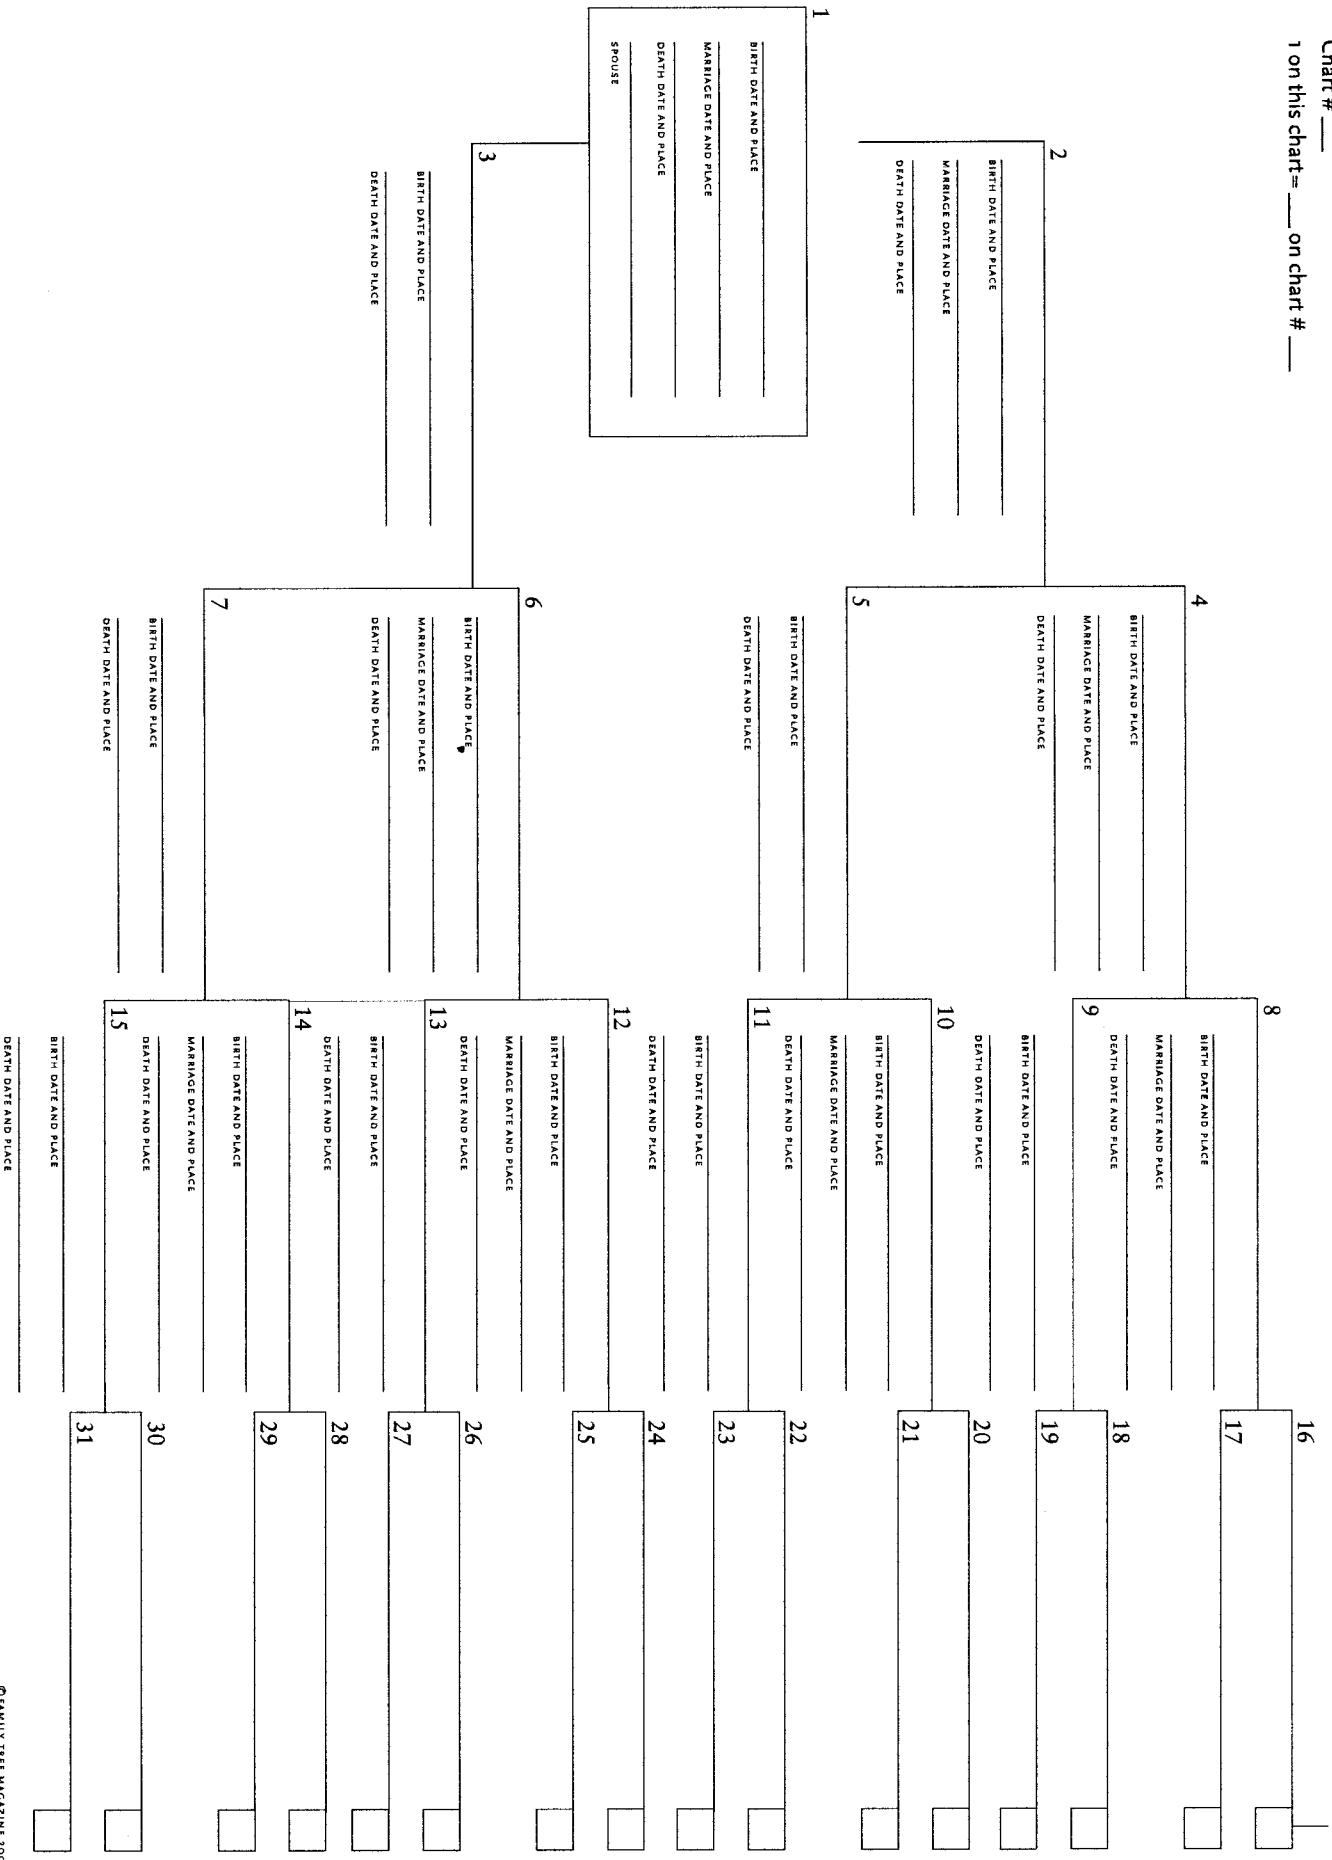 Chart # ___
1 on this chart= ___ on chart # ___
1
BIRTH DATE AND PLACE
MARRIAGE DATE AND PLACE
DEATH DATE AND PLACE
SPOUSE
2
BIRTH DATE AND PLACE
MARRIAGE DATE AND PLACE
DEATH DATE AND PLACE
3
BIRTH DATE AND PLACE
DEATH DATE AND PLACE
4
BIRTH DATE AND PLACE
MARRIAGE DATE AND PLACE
DEATH DATE AND PLACE
5
BIRTH DATE AND PLACE
DEATH DATE AND PLACE
6
BIRTH DATE AND PLACE
MARRIAGE DATE AND PLACE
DEATH DATE AND PLACE
7
BIRTH DATE AND PLACE
DEATH DATE AND PLACE
8
BIRTH DATE AND PLACE
MARRIAGE DATE AND PLACE
DEATH DATE AND PLACE
9
BIRTH DATE AND PLACE
DEATH DATE AND PLACE
10
BIRTH DATE AND PLACE
MARRIAGE DATE AND PLACE
DEATH DATE AND PLACE
11
BIRTH DATE AND PLACE
DEATH DATE AND PLACE
12
BIRTH DATE AND PLACE
MARRIAGE DATE AND PLACE
DEATH DATE AND PLACE
13
BIRTH DATE AND PLACE
DEATH DATE AND PLACE
14
BIRTH DATE AND PLACE
MARRIAGE DATE AND PLACE
DEATH DATE AND PLACE
15
BIRTH DATE AND PLACE
DEATH DATE AND PLACE
16
17
18
19
20
21
22
23
24
25
26
27
28
29
30
31
©FAMILY TREE MAGAZINE